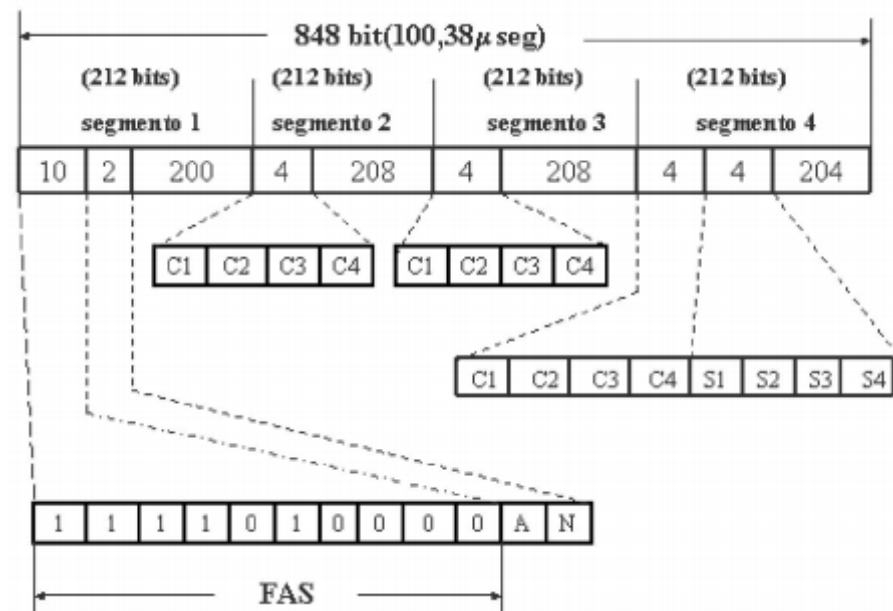 848 bit(100,38μ seg)
(212 bits) (212 bits) (212 bits) (212 bits)
segmento 1 segmento 2 segmento 3 segmento 4
10 2 200 4 208 4 208 4 4 204
C1 C2 C3 C4 C1 C2 C3 C4
C1 C2 C3 C4 S1 S2 S3 S4
1 1 1 1 0 1 0 0 0 0 A N
FAS